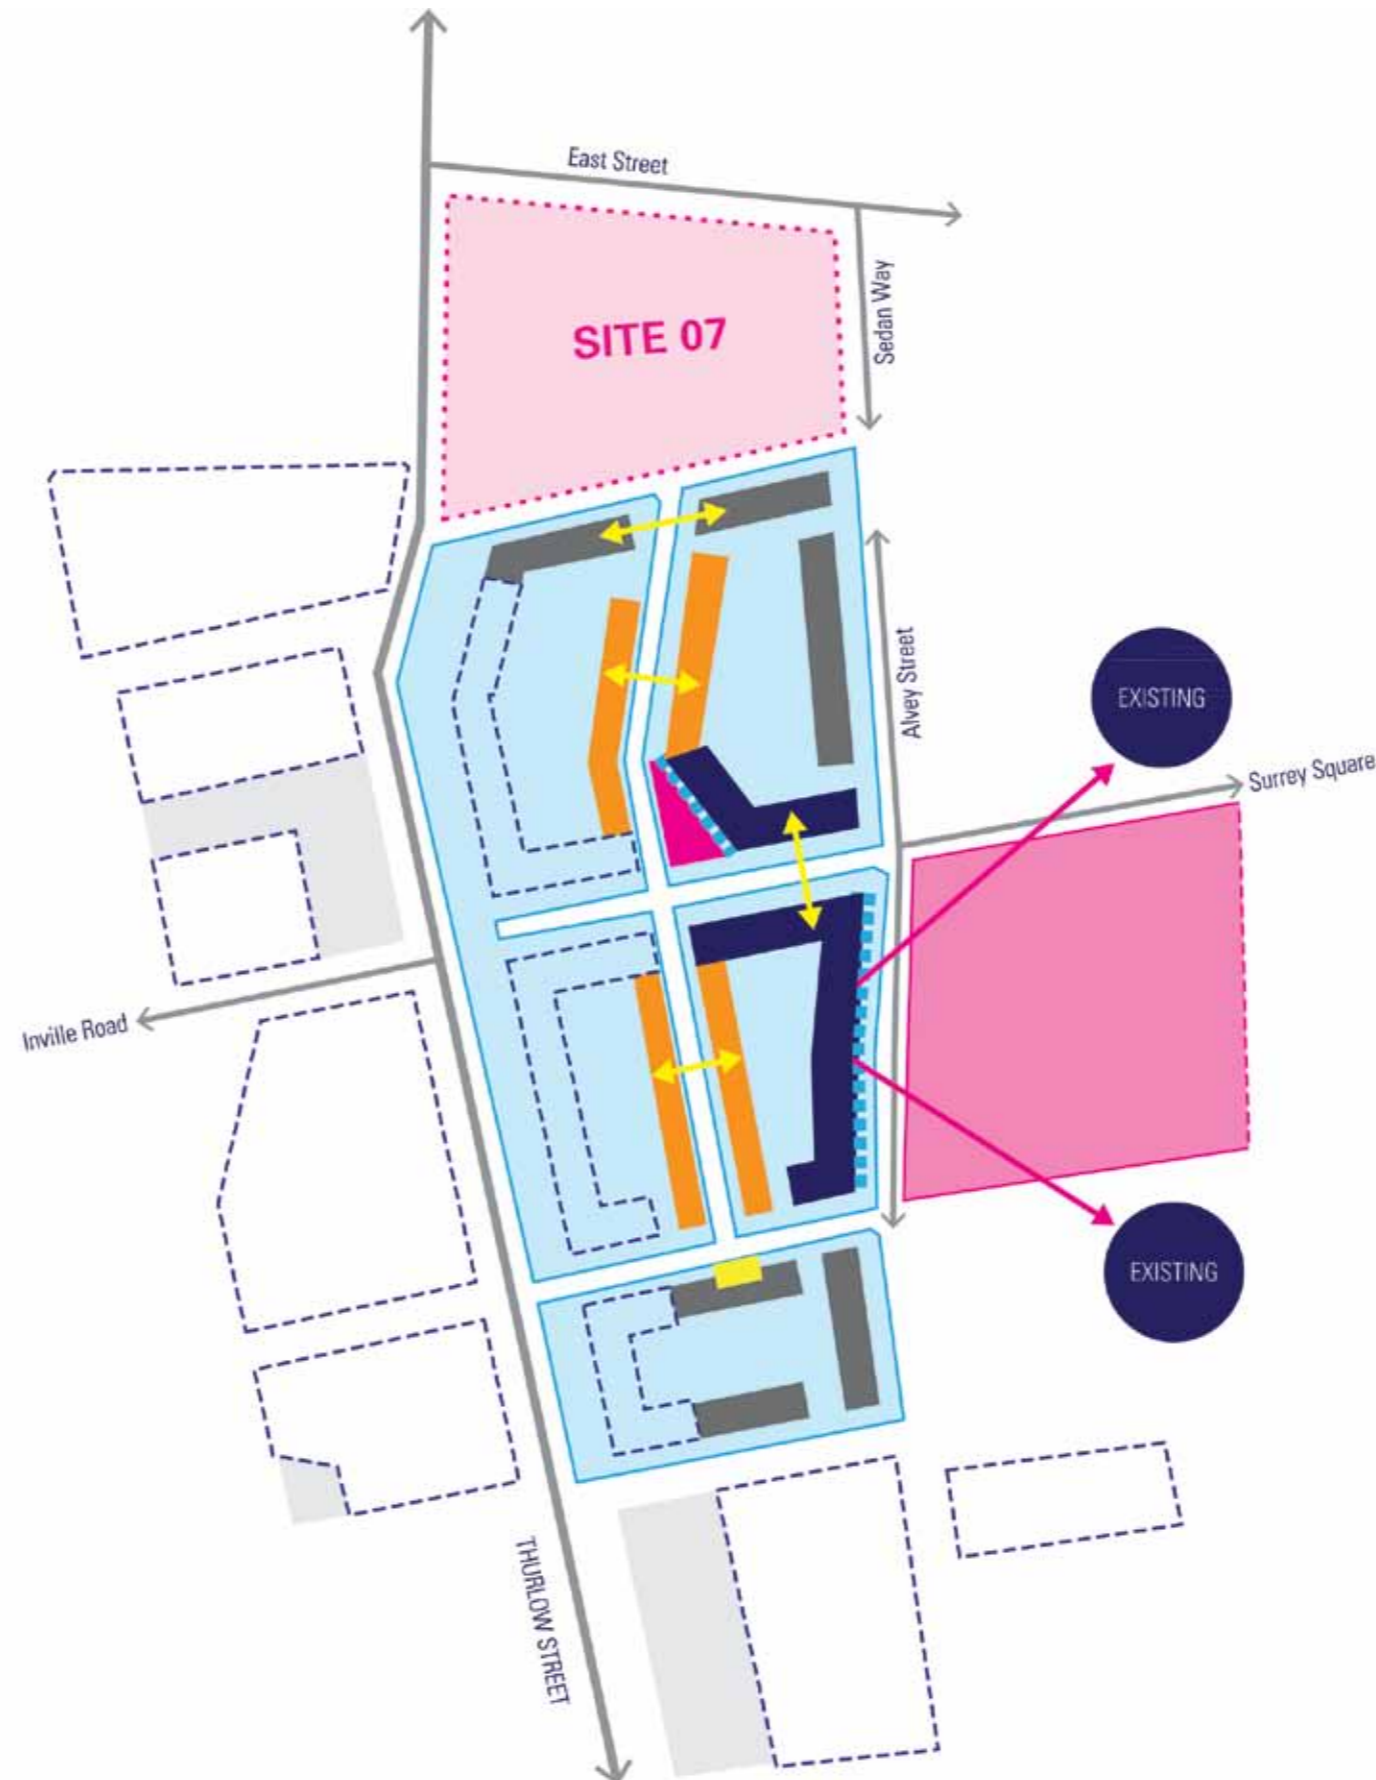 East Street
SITE 07
Sedan Way
Alvey Street
EXISTING
Surrey Square
Inville Road
EXISTING
THURLOW STREET